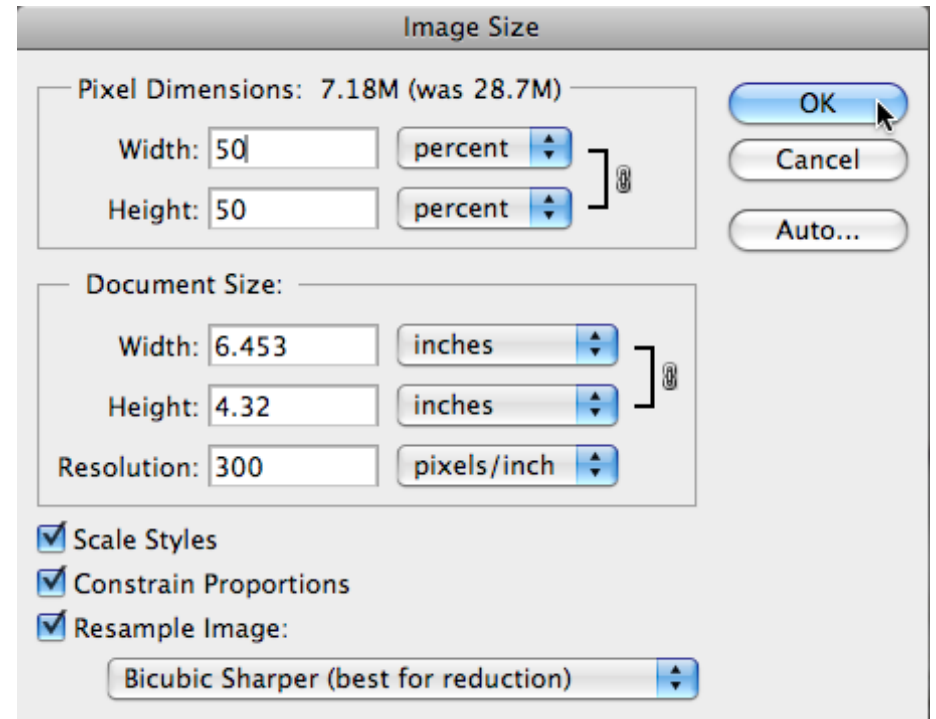 Image Size
Pixel Dimensions: 7.18M (was 28.7M)
OK
Width: 50 percent
Cancel
Height: 50 percent
Auto...
Document Size:
Width: 6.453 inches
Height: 4.32 inches
Resolution: 300 pixels/inch
Scale Styles
Constrain Proportions
Resample Image:
Bicubic Sharper (best for reduction)